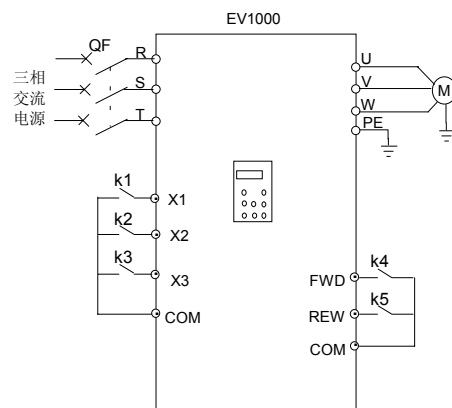 EV1000
QF
R
三相
交流
电源
S
T
U
V
W
M
PE
k1
X1
k2
X2
k3
X3
COM
k4
FWD
k5
REW
COM